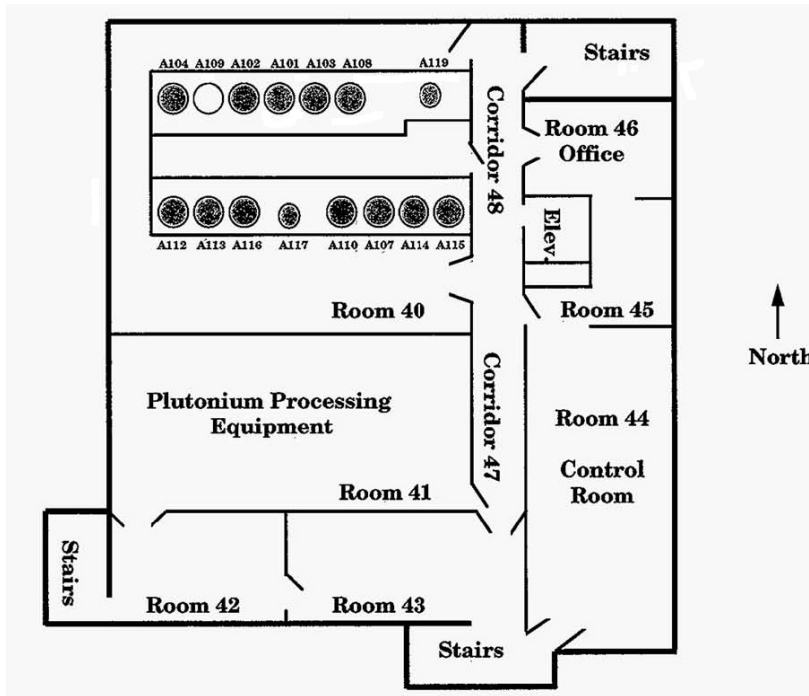 A104 A109 A102 A101 A103 A108 A119
Stairs
Corridor 48
Room 46
Office
Elev.
A112 A113 A116 A117 A110 A107 A114 A115
Room 40
Room 45
North
Corridor 47
Plutonium Processing
Equipment
Room 44
Control
Room
Room 41
Stairs
Room 42
Room 43
Stairs